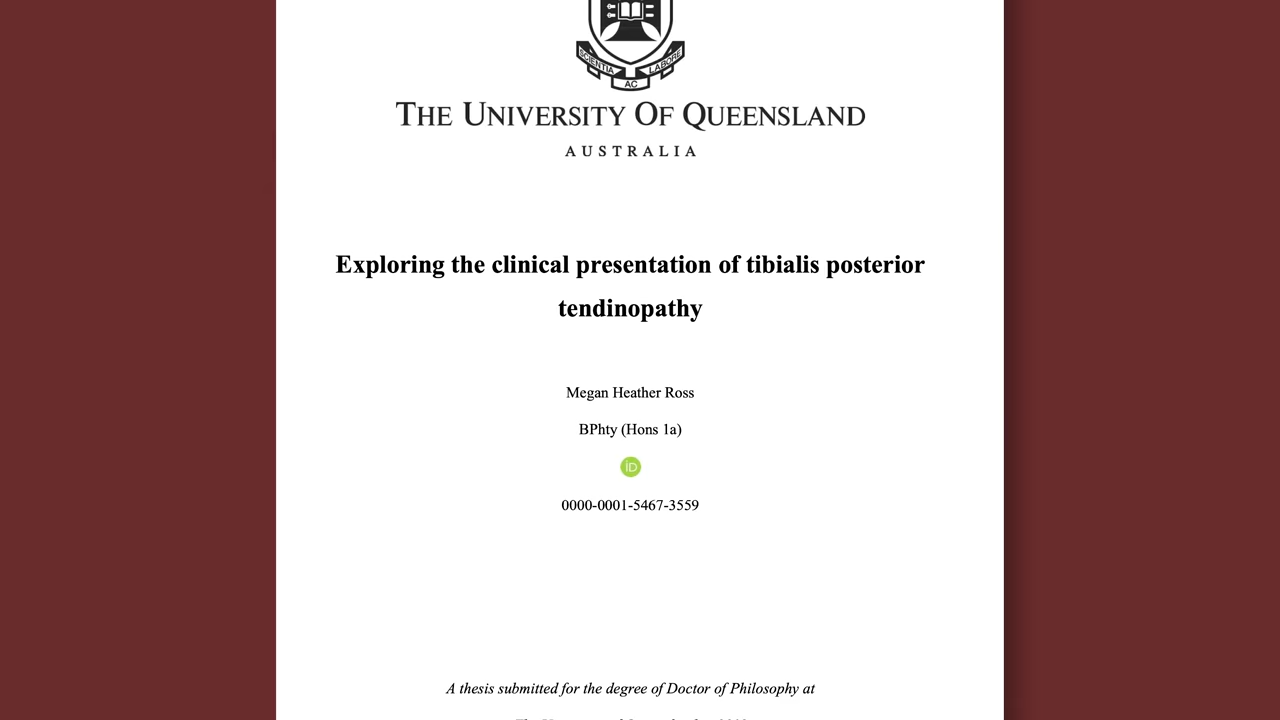 SCIENTIA AC LABORE
THE UNIVERSITY OF QUEENSLAND
AUSTRALIA
Exploring the clinical presentation of tibialis posterior
tendinopathy
Megan Heather Ross
BPhty (Hons 1a)
iD
0000-0001-5467-3559
A thesis submitted for the degree of Doctor of Philosophy at